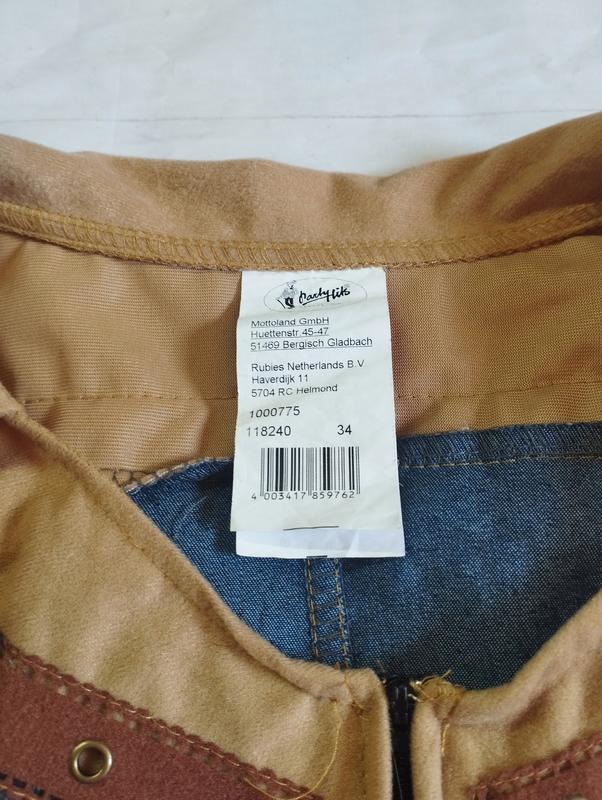 Partyhits
Mottoland GmbH
Huettenstr.45-47
51469 Bergisch Gladbach
Rubies Netherlands B.V
Haverdijk 11
5704 RC Helmond
1000775
118240 34
4 003417 859762